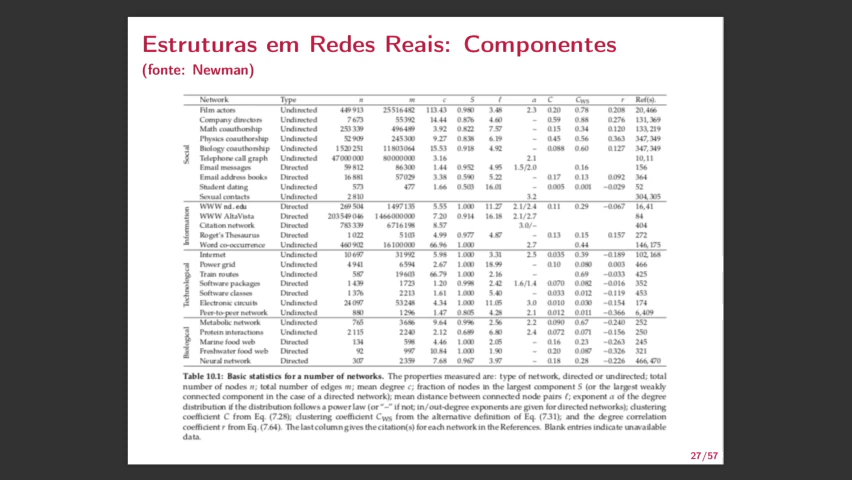 Estruturas em Redes Reais: Componentes
(fonte: Newman)
Network Type n m c S ℓ α C C_WS r Ref(s).
Social
Film actors Undirected 449 913 25 516 482 113.43 0.980 3.48 2.3 0.20 0.78 0.208 20,466
Company directors Undirected 7 673 55 392 14.44 0.876 4.60 – 0.59 0.88 0.276 131,369
Math coauthorship Undirected 253 339 496 489 3.92 0.822 7.57 – 0.15 0.34 0.120 133,219
Physics coauthorship Undirected 52 909 245 300 9.27 0.838 6.19 – 0.45 0.56 0.363 347,349
Biology coauthorship Undirected 1 520 251 11 803 064 15.53 0.918 4.92 – 0.088 0.60 0.127 347,349
Telephone call graph Undirected 47 000 000 80 000 000 3.16 2.1 10,11
Email messages Directed 59 812 86 300 1.44 0.952 4.95 1.5/2.0 0.16 156
Email address books Directed 16 881 57 029 3.38 0.590 5.22 – 0.17 0.13 0.092 364
Student dating Undirected 573 477 1.66 0.503 16.01 – 0.005 0.001 −0.029 52
Sexual contacts Undirected 2 810 3.2 304,305
Information
WWW nd.edu Directed 269 504 1 497 135 5.55 1.000 11.27 2.1/2.4 0.11 0.29 −0.067 16,41
WWW AltaVista Directed 203 549 046 1 466 000 000 7.20 0.914 16.18 2.1/2.7 84
Citation network Directed 783 339 6 716 198 8.57 3.0/– 404
Roget's Thesaurus Directed 1 022 5 103 4.99 0.977 4.87 – 0.13 0.15 0.157 272
Word co-occurrence Undirected 460 902 16 100 000 66.96 1.000 2.7 0.44 146,175
Technological
Internet Undirected 10 697 31 992 5.98 1.000 3.31 2.5 0.035 0.39 −0.189 102,168
Power grid Undirected 4 941 6 594 2.67 1.000 18.99 – 0.10 0.080 0.003 466
Train routes Undirected 587 19 603 66.79 1.000 2.16 – 0.69 −0.033 425
Software packages Directed 1 439 1 723 1.20 0.998 2.42 1.6/1.4 0.070 0.082 −0.016 352
Software classes Directed 1 376 2 213 1.61 1.000 5.40 – 0.033 0.012 −0.119 453
Electronic circuits Undirected 24 097 53 248 4.34 1.000 11.05 3.0 0.010 0.030 −0.154 174
Peer-to-peer network Undirected 880 1 296 1.47 0.805 4.28 2.1 0.012 0.011 −0.366 6,409
Biological
Metabolic network Undirected 765 3 686 9.64 0.996 2.56 2.2 0.090 0.67 −0.240 252
Protein interactions Undirected 2 115 2 240 2.12 0.689 6.80 2.4 0.072 0.071 −0.156 250
Marine food web Directed 134 598 4.46 1.000 2.05 – 0.16 0.23 −0.263 245
Freshwater food web Directed 92 997 10.84 1.000 1.90 – 0.20 0.087 −0.326 321
Neural network Directed 307 2 359 7.68 0.967 3.97 – 0.18 0.28 −0.226 466, 470
Table 10.1: Basic statistics for a number of networks. The properties measured are: type of network, directed or undirected; total
number of nodes n; total number of edges m; mean degree c; fraction of nodes in the largest component S (or the largest weakly
connected component in the case of a directed network); mean distance between connected node pairs ℓ; exponent α of the degree
distribution if the distribution follows a power law (or "–" if not; in/out-degree exponents are given for directed networks); clustering
coefficient C from Eq. (7.28); clustering coefficient C_WS from the alternative definition of Eq. (7.31); and the degree correlation
coefficient r from Eq. (7.64). The last column gives the citation(s) for each network in the References. Blank entries indicate unavailable
data.
27/57